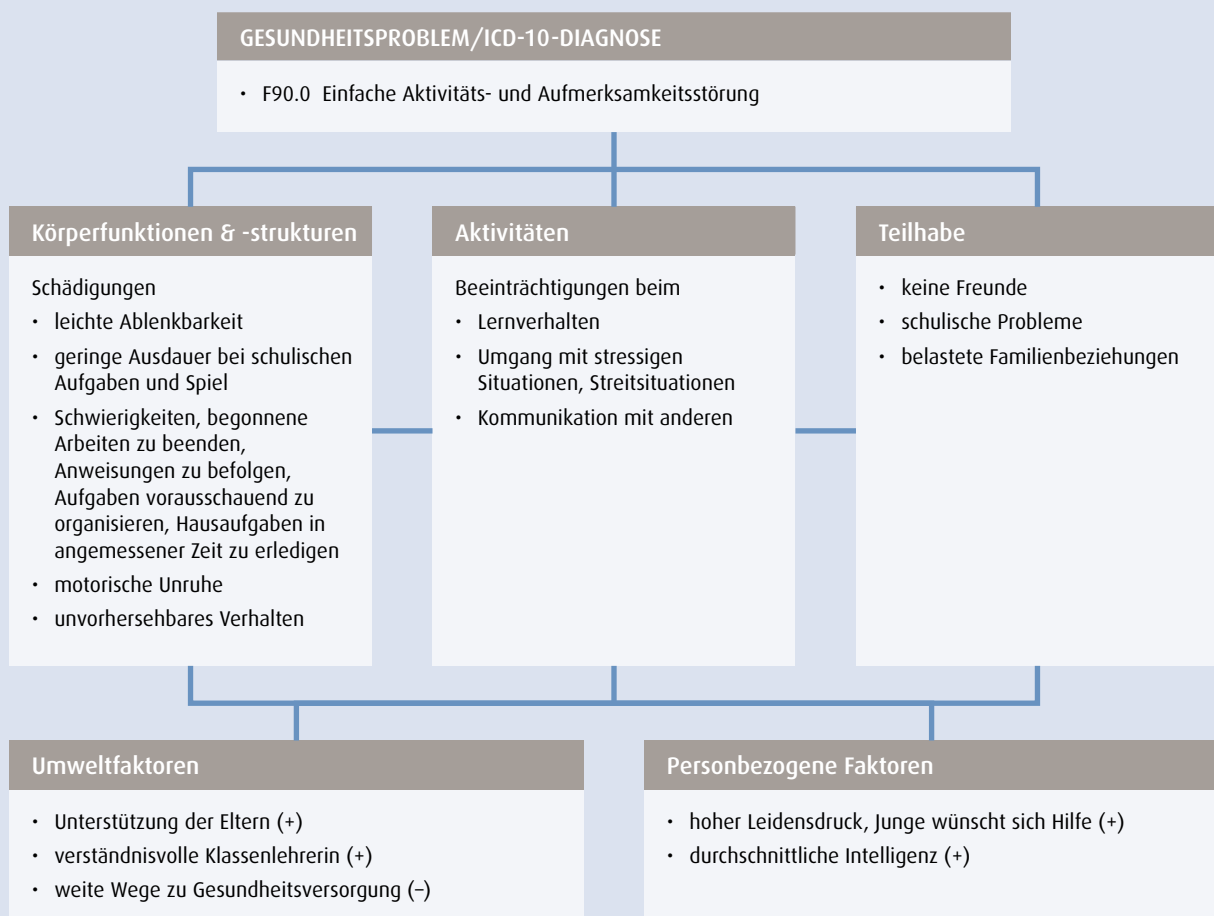 GESUNDHEITSPROBLEM/ICD-10-DIAGNOSE
• F90.0 Einfache Aktivitäts- und Aufmerksamkeitsstörung
Körperfunktionen & -strukturen
Schädigungen
• leichte Ablenkbarkeit
• geringe Ausdauer bei schulischen
Aufgaben und Spiel
• Schwierigkeiten, begonnene
Arbeiten zu beenden,
Anweisungen zu befolgen,
Aufgaben vorausschauend zu
organisieren, Hausaufgaben in
angemessener Zeit zu erledigen
• motorische Unruhe
• unvorhersehbares Verhalten
Aktivitäten
Beeinträchtigungen beim
• Lernverhalten
• Umgang mit stressigen
Situationen, Streitsituationen
• Kommunikation mit anderen
Teilhabe
• keine Freunde
• schulische Probleme
• belastete Familienbeziehungen
Umweltfaktoren
• Unterstützung der Eltern (+)
• verständnisvolle Klassenlehrerin (+)
• weite Wege zu Gesundheitsversorgung (–)
Personbezogene Faktoren
• hoher Leidensdruck, Junge wünscht sich Hilfe (+)
• durchschnittliche Intelligenz (+)